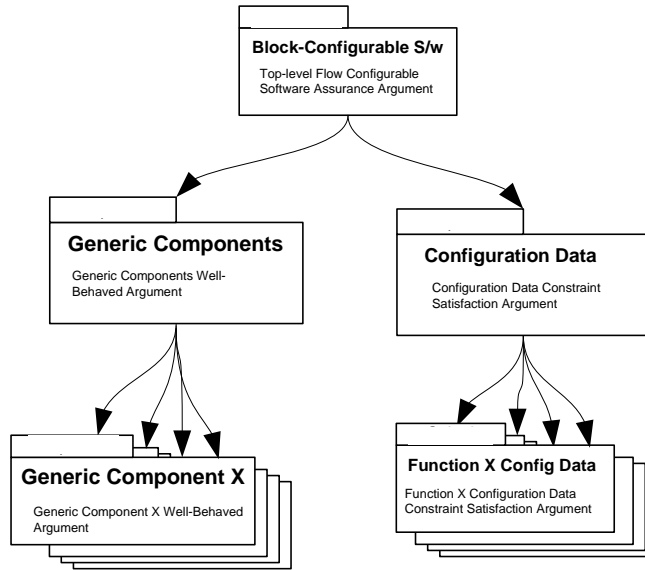 Block-Configurable S/w
Top-level Flow Configurable
Software Assurance Argument
Generic Components
Generic Components Well-
Behaved Argument
Configuration Data
Configuration Data Constraint
Satisfaction Argument
Generic Component X
Generic Component X Well-Behaved
Argument
Function X Config Data
Function X Configuration Data
Constraint Satisfaction Argument